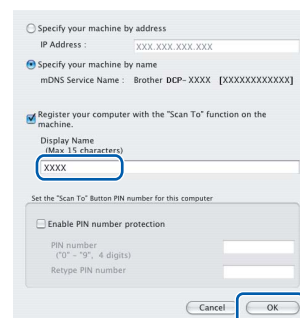 Specify your machine by address
IP Address : XXX.XXX.XXX.XXX
Specify your machine by name
mDNS Service Name : Brother DCP-XXXX [XXXXXXXXXXXX]
Register your computer with the "Scan To" function on the
machine.
Display Name
(Max 15 characters)
XXXX
Set the "Scan To" Button PIN number for this computer
Enable PIN number protection
PIN number
("0" - "9", 4 digits)
Retype PIN number
Cancel OK